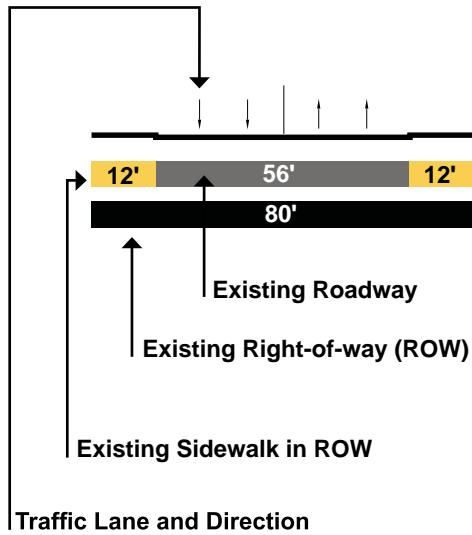 12' 56' 12'
80'
Existing Roadway
Existing Right-of-way (ROW)
Existing Sidewalk in ROW
Traffic Lane and Direction